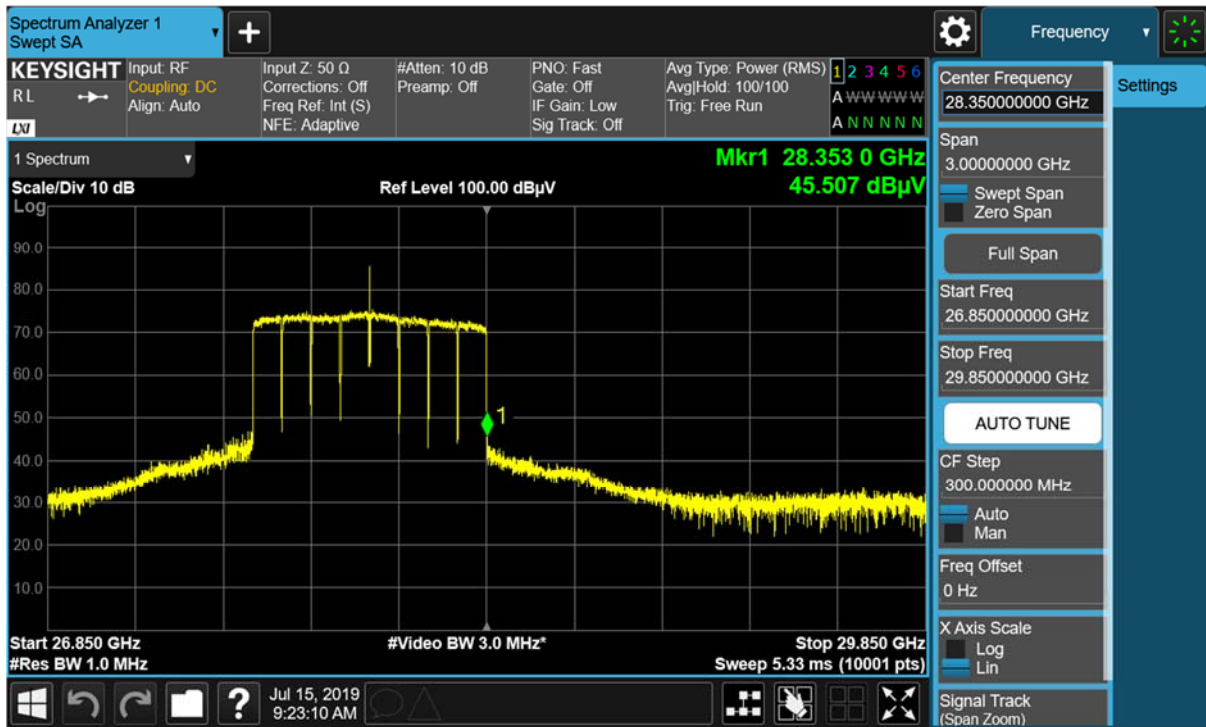 Spectrum Analyzer 1
Swept SA
+
Frequency
KEYSIGHT
R L
LXI
Input: RF
Coupling: DC
Align: Auto
Input Z: 50 Ω
Corrections: Off
Freq Ref: Int (S)
NFE: Adaptive
#Atten: 10 dB
Preamp: Off
PNO: Fast
Gate: Off
IF Gain: Low
Sig Track: Off
Avg Type: Power (RMS)
Avg|Hold: 100/100
Trig: Free Run
1 2 3 4 5 6
A W W W W W
A N N N N N
1 Spectrum
Mkr1 28.353 0 GHz
45.507 dBµV
Scale/Div 10 dB
Ref Level 100.00 dBµV
Log
90.0
80.0
70.0
60.0
50.0
40.0
30.0
20.0
10.0
1
Start 26.850 GHz
#Video BW 3.0 MHz*
Stop 29.850 GHz
#Res BW 1.0 MHz
Sweep 5.33 ms (10001 pts)
?
Jul 15, 2019
9:23:10 AM
Center Frequency
28.350000000 GHz
Settings
Span
3.00000000 GHz
Swept Span
Zero Span
Full Span
Start Freq
26.850000000 GHz
Stop Freq
29.850000000 GHz
AUTO TUNE
CF Step
300.000000 MHz
Auto
Man
Freq Offset
0 Hz
X Axis Scale
Log
Lin
Signal Track
(Span Zoom)